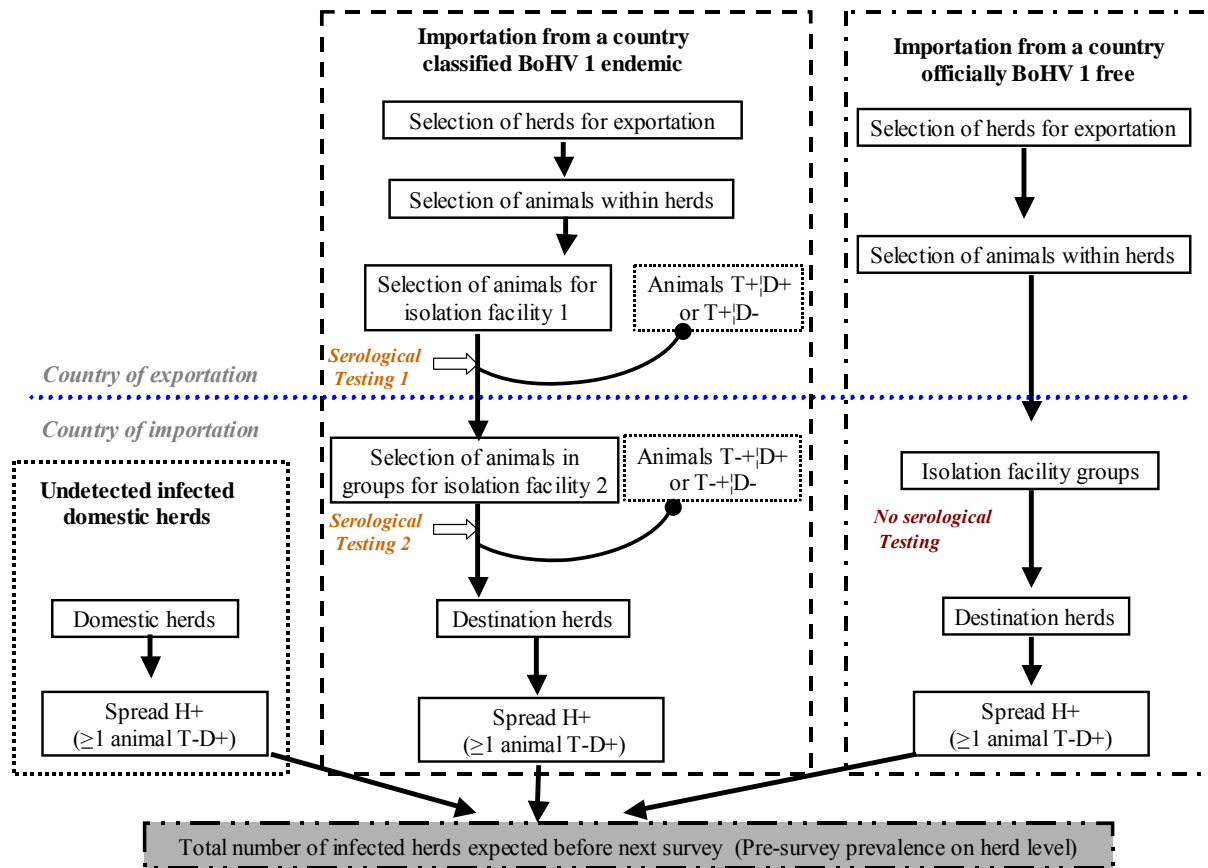 Importation from a country
classified BoHV 1 endemic
Selection of herds for exportation
Selection of animals within herds
Selection of animals for
isolation facility 1
Animals T+¦D+
or T+¦D-
Serological
Testing 1
Importation from a country
officially BoHV 1 free
Selection of herds for exportation
Selection of animals within herds
Country of exportation
Country of importation
Undetected infected
domestic herds
Domestic herds
Spread H+
(≥1 animal T-D+)
Selection of animals in
groups for isolation facility 2
Animals T-+¦D+
or T-+¦D-
Serological
Testing 2
Destination herds
Spread H+
(≥1 animal T-D+)
Isolation facility groups
No serological
Testing
Destination herds
Spread H+
(≥1 animal T-D+)
Total number of infected herds expected before next survey (Pre-survey prevalence on herd level)